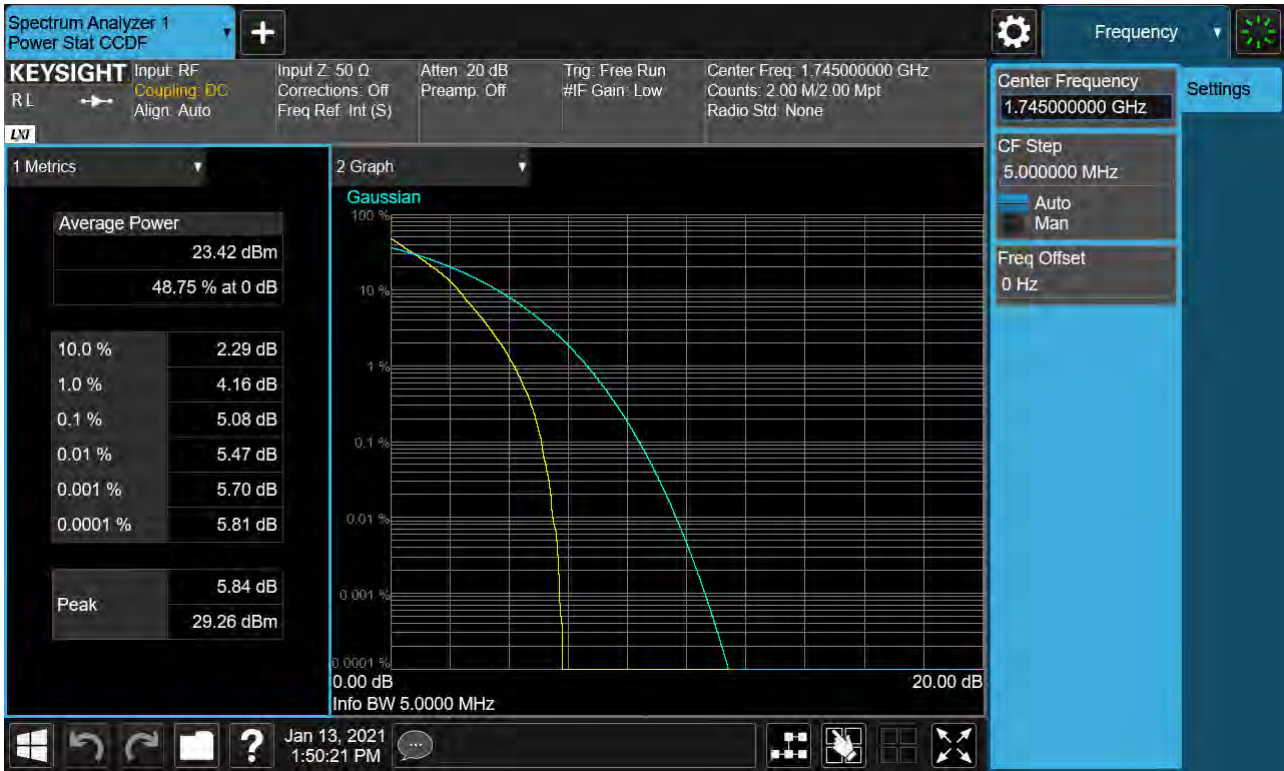 Spectrum Analyzer 1
Power Stat CCDF
+
Frequency
KEYSIGHT
RL
LXI
Input: RF
Coupling: DC
Align: Auto
Input Z: 50 Ω
Corrections: Off
Freq Ref: Int (S)
Atten: 20 dB
Preamp: Off
Trig: Free Run
#IF Gain: Low
Center Freq: 1.745000000 GHz
Counts: 2.00 M/2.00 Mpt
Radio Std: None
Center Frequency
1.745000000 GHz
Settings
CF Step
5.000000 MHz
Auto
Man
Freq Offset
0 Hz
1 Metrics
Average Power
23.42 dBm
48.75 % at 0 dB
10.0 % 2.29 dB
1.0 % 4.16 dB
0.1 % 5.08 dB
0.01 % 5.47 dB
0.001 % 5.70 dB
0.0001 % 5.81 dB
Peak
5.84 dB
29.26 dBm
2 Graph
Gaussian
100 %
10 %
1 %
0.1 %
0.01 %
0.001 %
0.0001 %
0.00 dB 20.00 dB
Info BW 5.0000 MHz
?
Jan 13, 2021
1:50:21 PM